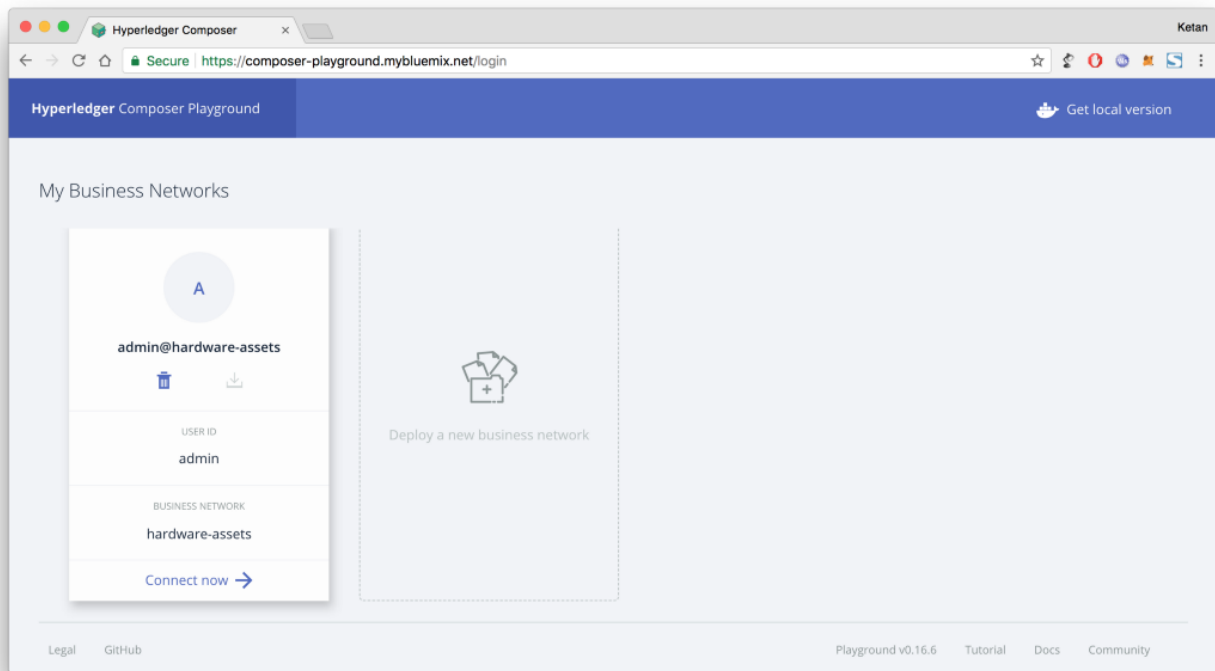 Hyperledger Composer
Ketan
Secure https://composer-playground.mybluemix.net/login
Hyperledger Composer Playground
Get local version
My Business Networks
A
admin@hardware-assets
USER ID
admin
BUSINESS NETWORK
hardware-assets
Connect now
Deploy a new business network
Legal GitHub
Playground v0.16.6 Tutorial Docs Community